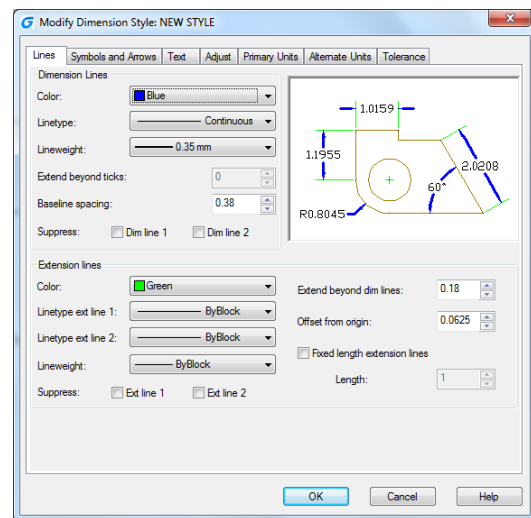 Modify Dimension Style: NEW STYLE
Lines Symbols and Arrows Text Adjust Primary Units Alternate Units Tolerance
Dimension Lines
Color: Blue
Linetype: Continuous
Lineweight: 0.35 mm
Extend beyond ticks: 0
Baseline spacing: 0.38
Suppress: Dim line 1 Dim line 2
1.0159
1.1955
2.0208
60°
R0.8045
Extension lines
Color: Green
Linetype ext line 1: ByBlock
Linetype ext line 2: ByBlock
Lineweight: ByBlock
Suppress: Ext line 1 Ext line 2
Extend beyond dim lines: 0.18
Offset from origin: 0.0625
Fixed length extension lines
Length: 1
OK Cancel Help